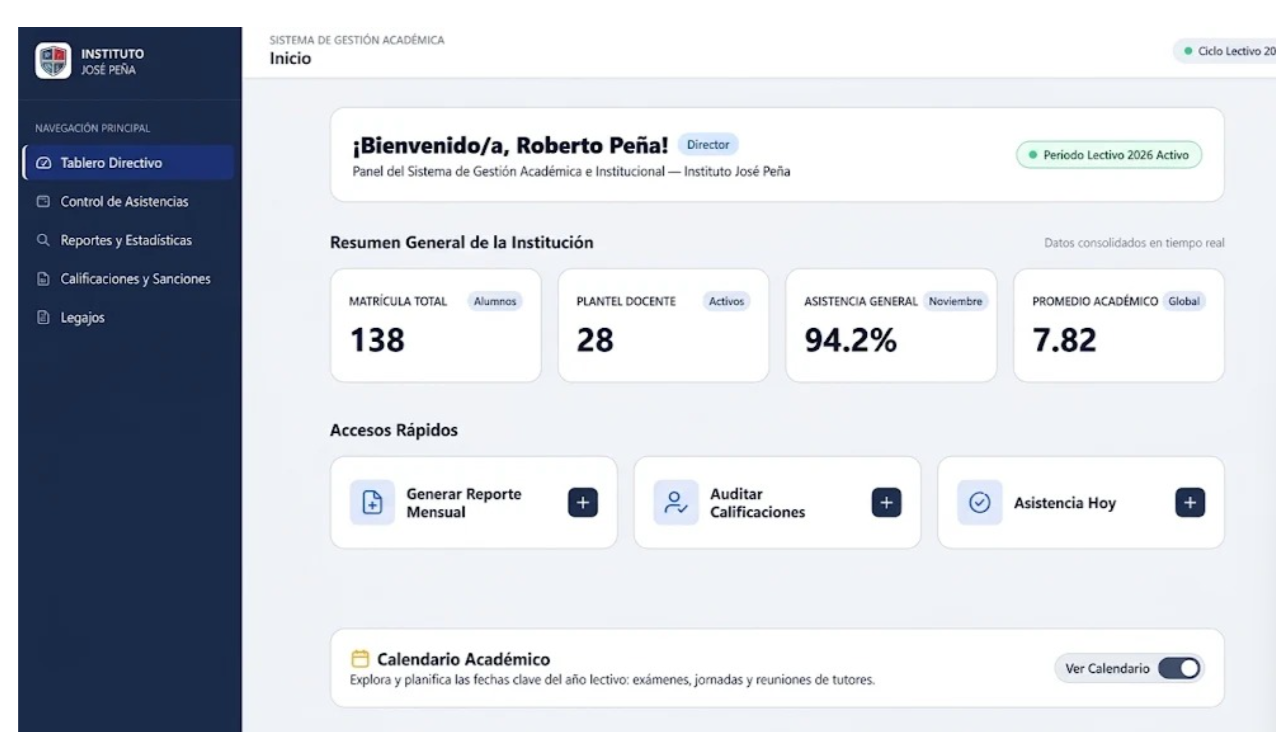 INSTITUTO
JOSÉ PEÑA
NAVEGACIÓN PRINCIPAL
Tablero Directivo
Control de Asistencias
Reportes y Estadísticas
Calificaciones y Sanciones
Legajos
SISTEMA DE GESTIÓN ACADÉMICA
Inicio
Ciclo Lectivo 20
¡Bienvenido/a, Roberto Peña! Director
Panel del Sistema de Gestión Académica e Institucional — Instituto José Peña
Periodo Lectivo 2026 Activo
Resumen General de la Institución
Datos consolidados en tiempo real
MATRÍCULA TOTAL Alumnos
138
PLANTEL DOCENTE Activos
28
ASISTENCIA GENERAL Noviembre
94.2%
PROMEDIO ACADÉMICO Global
7.82
Accesos Rápidos
Generar Reporte
Mensual
Auditar
Calificaciones
Asistencia Hoy
Calendario Académico
Explora y planifica las fechas clave del año lectivo: exámenes, jornadas y reuniones de tutores.
Ver Calendario